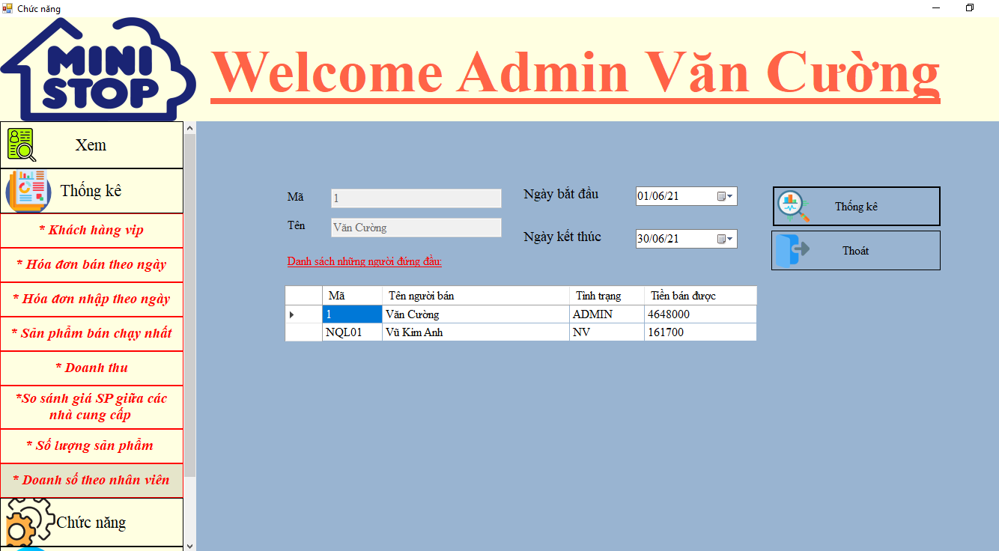 Chức năng
MINI
STOP
Welcome Admin Văn Cường
Xem
Thống kê
* Khách hàng vip
* Hóa đơn bán theo ngày
* Hóa đơn nhập theo ngày
* Sản phẩm bán chạy nhất
* Doanh thu
*So sánh giá SP giữa các
nhà cung cấp
* Số lượng sản phẩm
* Doanh số theo nhân viên
Chức năng
Mã 1
Tên Văn Cường
Ngày bắt đầu 01/06/21
Ngày kết thúc 30/06/21
Thống kê
Thoát
Danh sách những người đứng đầu:
Mã Tên người bán Tình trạng Tiền bán được
1 Văn Cường ADMIN 4648000
NQL01 Vũ Kim Anh NV 161700